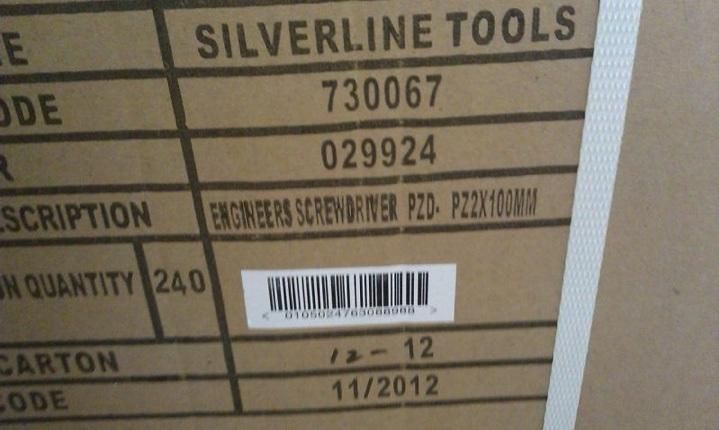 E SILVERLINE TOOLS
ODE 730067
R 029924
SCRIPTION ENGINEERS SCREWDRIVER PZD- PZ2X100MM
N QUANTITY 240
< 0105024763088988 >
CARTON 12 - 12
CODE 11/2012